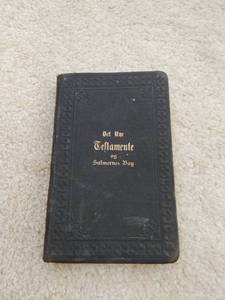 Det Nye
Testamente
og
Salmernes Bog